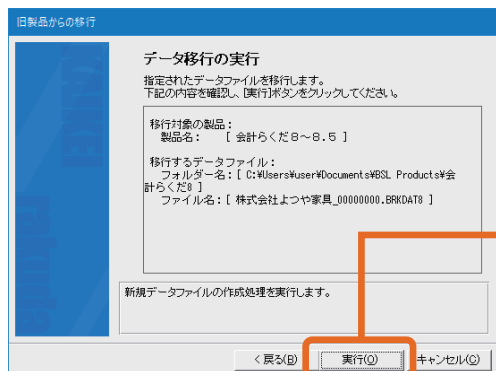 旧製品からの移行
データ移行の実行
指定されたデータファイルを移行します。
下記の内容を確認し、[実行]ボタンをクリックしてください。
移行対象の製品：
製品名： [ 会計らくだ8～8.5 ]
移行するデータファイル：
フォルダー名：[ C:¥Users¥user¥Documents¥BSL Products¥会
計らくだ8 ]
ファイル名：[ 株式会社よつや家具_00000000.BRKDAT8 ]
新規データファイルの作成処理を実行します。
< 戻る(B) 実行(O) キャンセル(C)
KAIKEI
rakuda